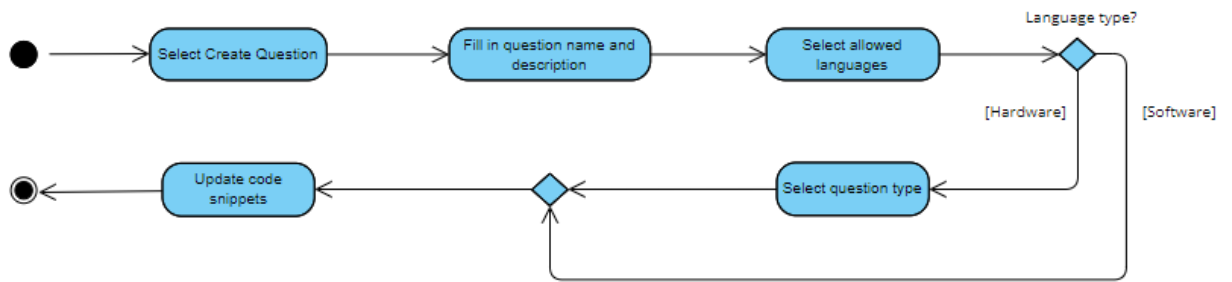 Language type?
Select Create Question
Fill in question name and
description
Select allowed
languages
[Hardware]
[Software]
Update code
snippets
Select question type